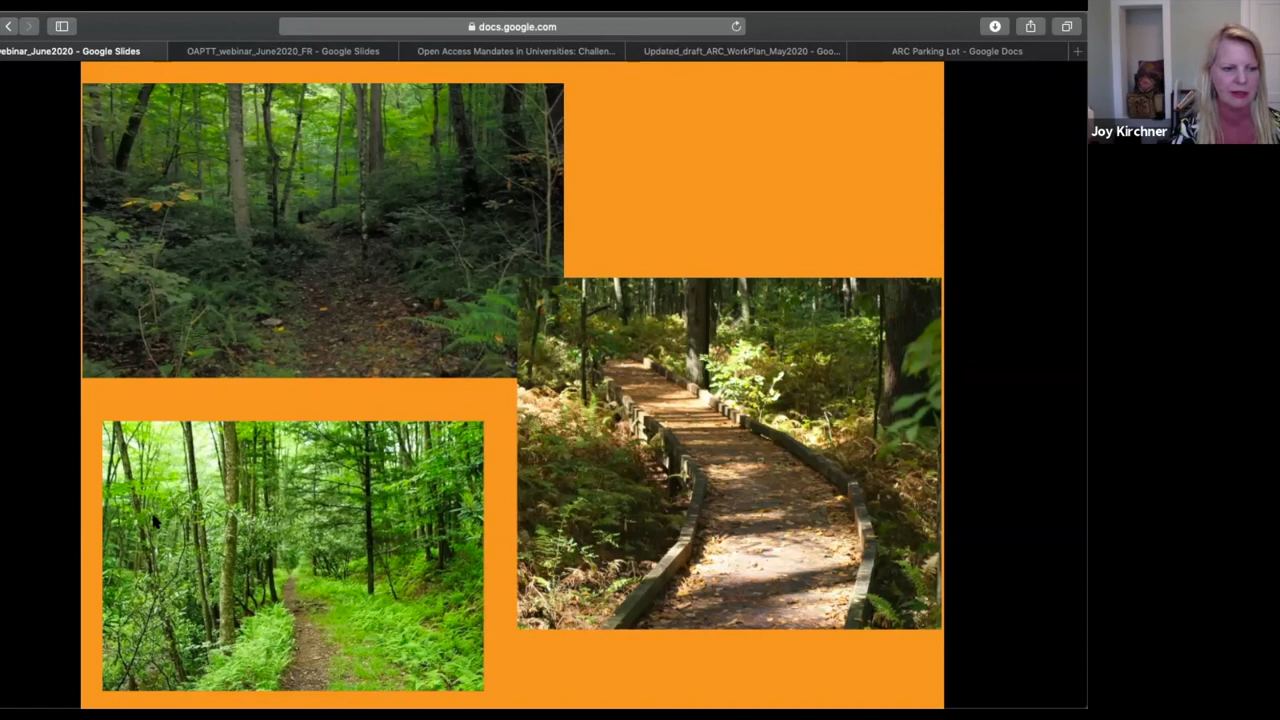 docs.google.com
ebinar_June2020 - Google Slides
OAPTT_webinar_June2020_FR - Google Slides
Open Access Mandates in Universities: Challen...
Updated_draft_ARC_WorkPlan_May2020 - Goo...
ARC Parking Lot - Google Docs
Joy Kirchner